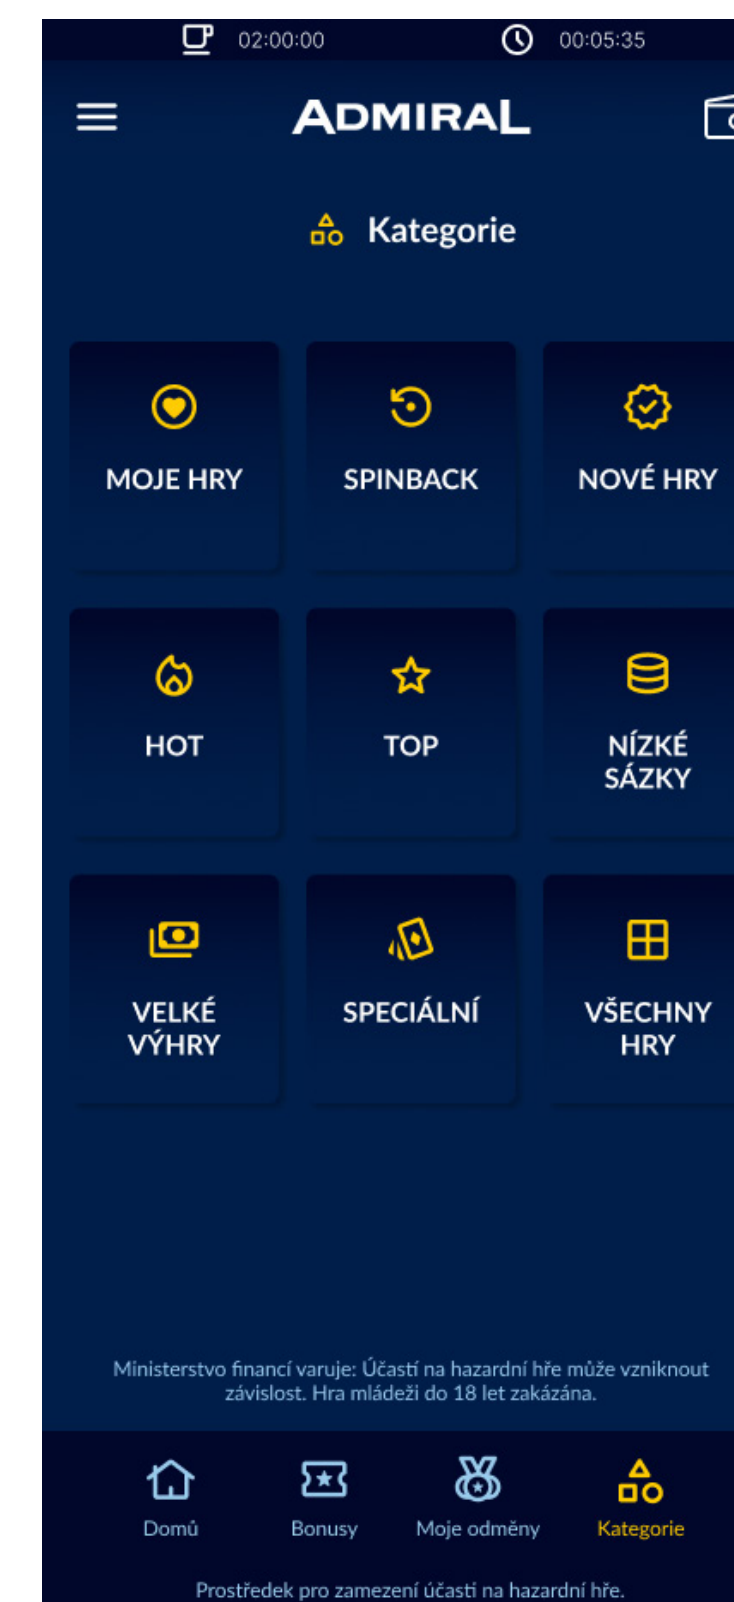 02:00:00 00:05:35
ADMIRAL
Kategorie
MOJE HRY SPINBACK NOVÉ HRY
HOT TOP NÍZKÉ SÁZKY
VELKÉ VÝHRY SPECIÁLNÍ VŠECHNY HRY
Ministerstvo financí varuje: Účastí na hazardní hře může vzniknout
závislost. Hra mládeži do 18 let zakázána.
Domů Bonusy Moje odměny Kategorie
Prostředek pro zamezení účasti na hazardní hře.